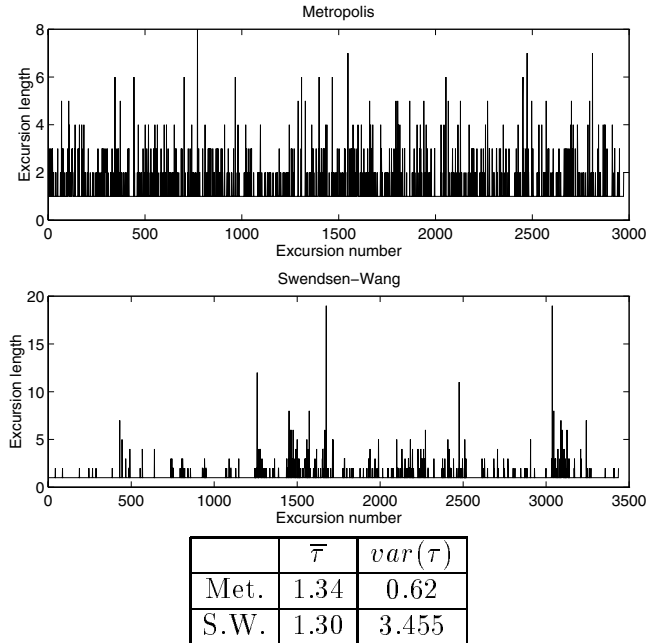 Metropolis
8
6
4
2
0
Excursion length
0 500 1000 1500 2000 2500 3000
Excursion number
Swendsen−Wang
20
15
10
5
0
Excursion length
0 500 1000 1500 2000 2500 3000 3500
Excursion number
τ̅ var(τ)
Met. 1.34 0.62
S.W. 1.30 3.455